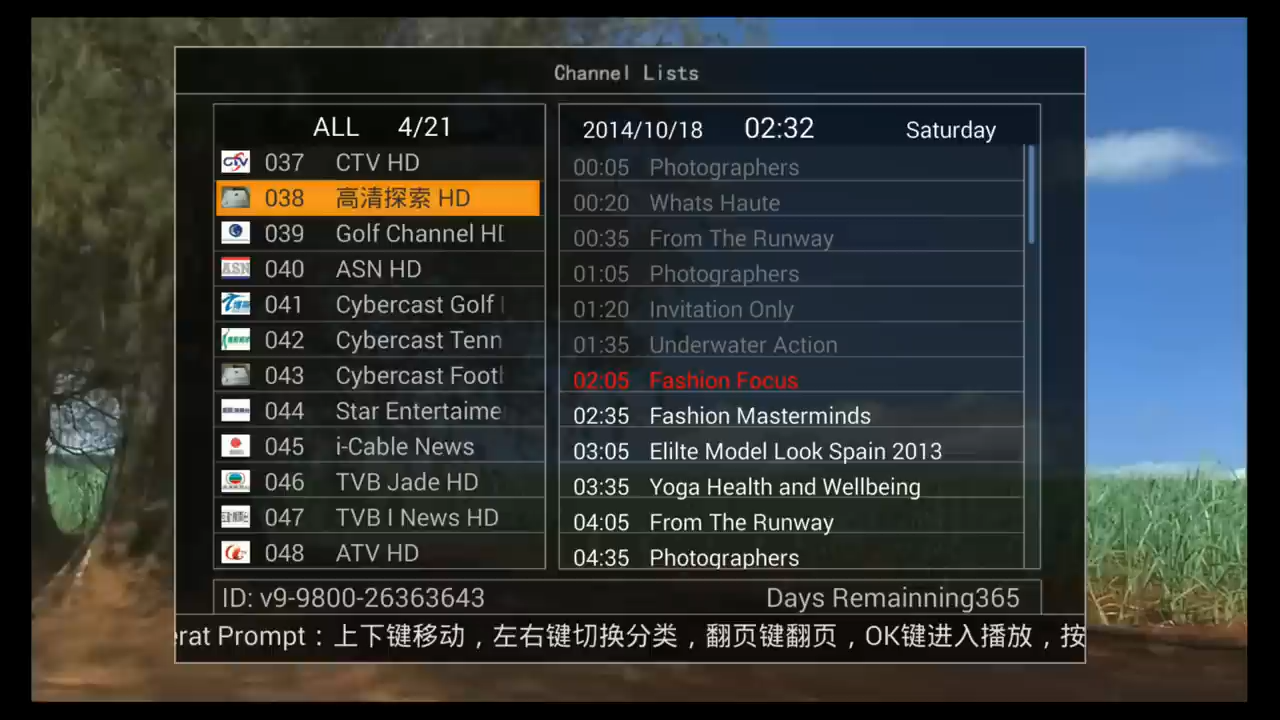 Channel Lists
ALL 4/21
037 CTV HD
038 高清探索 HD
039 Golf Channel HD
040 ASN HD
041 Cybercast Golf
042 Cybercast Tenn
043 Cybercast Foot
044 Star Entertaime
045 i-Cable News
046 TVB Jade HD
047 TVB I News HD
048 ATV HD
2014/10/18 02:32 Saturday
00:05 Photographers
00:20 Whats Haute
00:35 From The Runway
01:05 Photographers
01:20 Invitation Only
01:35 Underwater Action
02:05 Fashion Focus
02:35 Fashion Masterminds
03:05 Elilte Model Look Spain 2013
03:35 Yoga Health and Wellbeing
04:05 From The Runway
04:35 Photographers
ID: v9-9800-26363643 Days Remainning365
erat Prompt：上下键移动，左右键切换分类，翻页键翻页，OK键进入播放，按